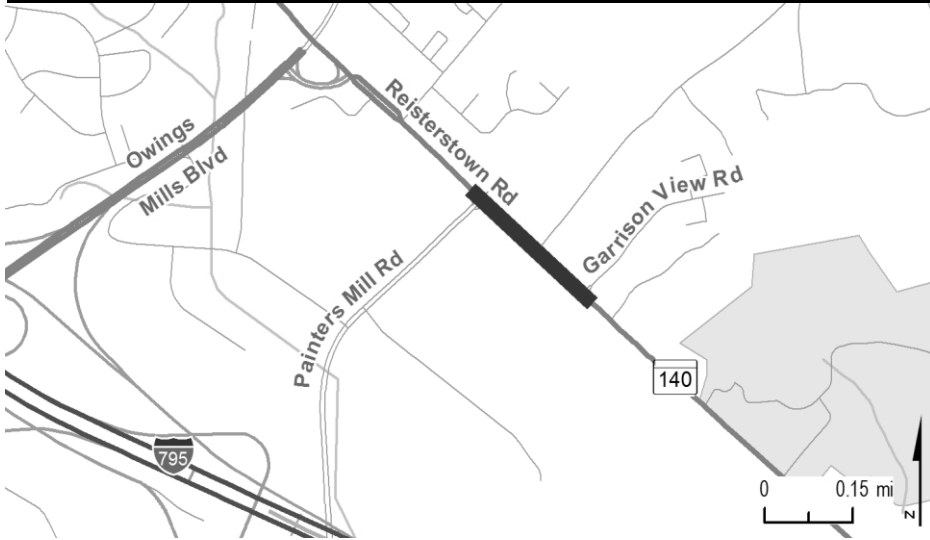 Owings
Mills Blvd
Reisterstown Rd
Garrison View Rd
Painters Mill Rd
140
795
0 0.15 mi
N